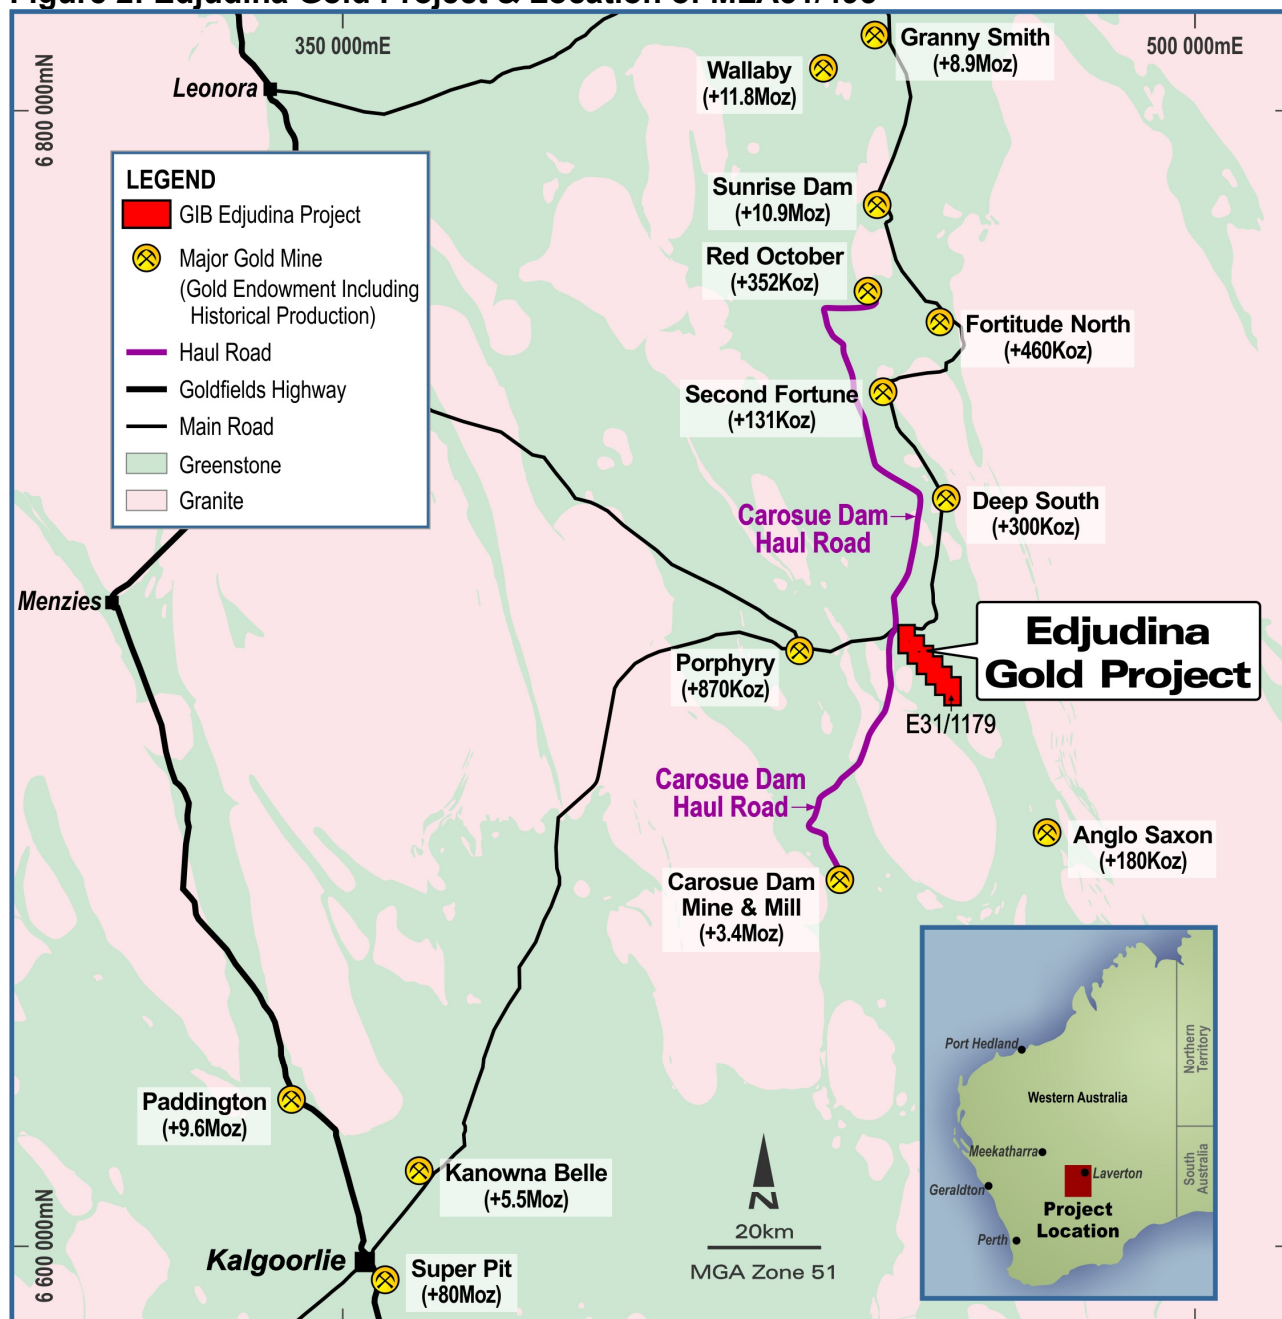 350 000mE
500 000mE
6 800 000mN
Leonora
Granny Smith
(+8.9Moz)
Wallaby
(+11.8Moz)
LEGEND
GIB Edjudina Project
Major Gold Mine
(Gold Endowment Including
Historical Production)
Haul Road
Goldfields Highway
Main Road
Greenstone
Granite
Sunrise Dam
(+10.9Moz)
Red October
(+352Koz)
Fortitude North
(+460Koz)
Second Fortune
(+131Koz)
Deep South
(+300Koz)
Carosue Dam
Haul Road
Menzies
Edjudina
Gold Project
Porphyry
(+870Koz)
E31/1179
Carosue Dam
Haul Road
Anglo Saxon
(+180Koz)
Carosue Dam
Mine & Mill
(+3.4Moz)
Paddington
(+9.6Moz)
Kanowna Belle
(+5.5Moz)
Kalgoorlie
Super Pit
(+80Moz)
6 600 000mN
N
20km
MGA Zone 51
Port Hedland
Northern
Territory
Western Australia
Meekatharra
Laverton
South
Australia
Geraldton
Project
Location
Perth